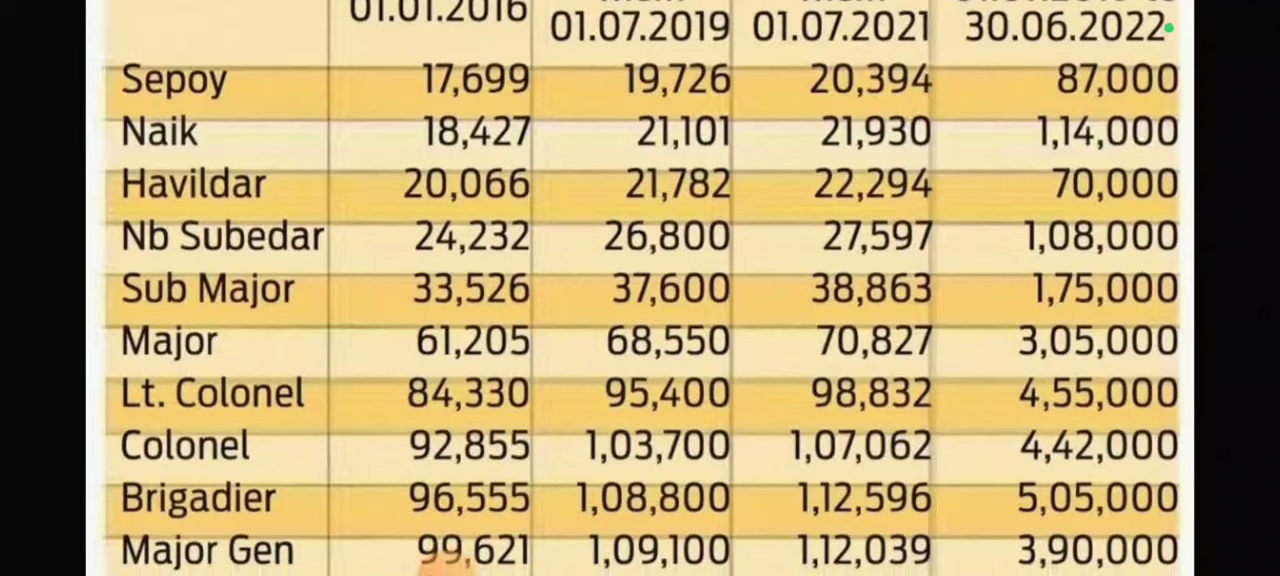 01.01.2016
01.07.2019 01.07.2021 30.06.2022
Sepoy 17,699 19,726 20,394 87,000
Naik 18,427 21,101 21,930 1,14,000
Havildar 20,066 21,782 22,294 70,000
Nb Subedar 24,232 26,800 27,597 1,08,000
Sub Major 33,526 37,600 38,863 1,75,000
Major 61,205 68,550 70,827 3,05,000
Lt. Colonel 84,330 95,400 98,832 4,55,000
Colonel 92,855 1,03,700 1,07,062 4,42,000
Brigadier 96,555 1,08,800 1,12,596 5,05,000
Major Gen 99,621 1,09,100 1,12,039 3,90,000